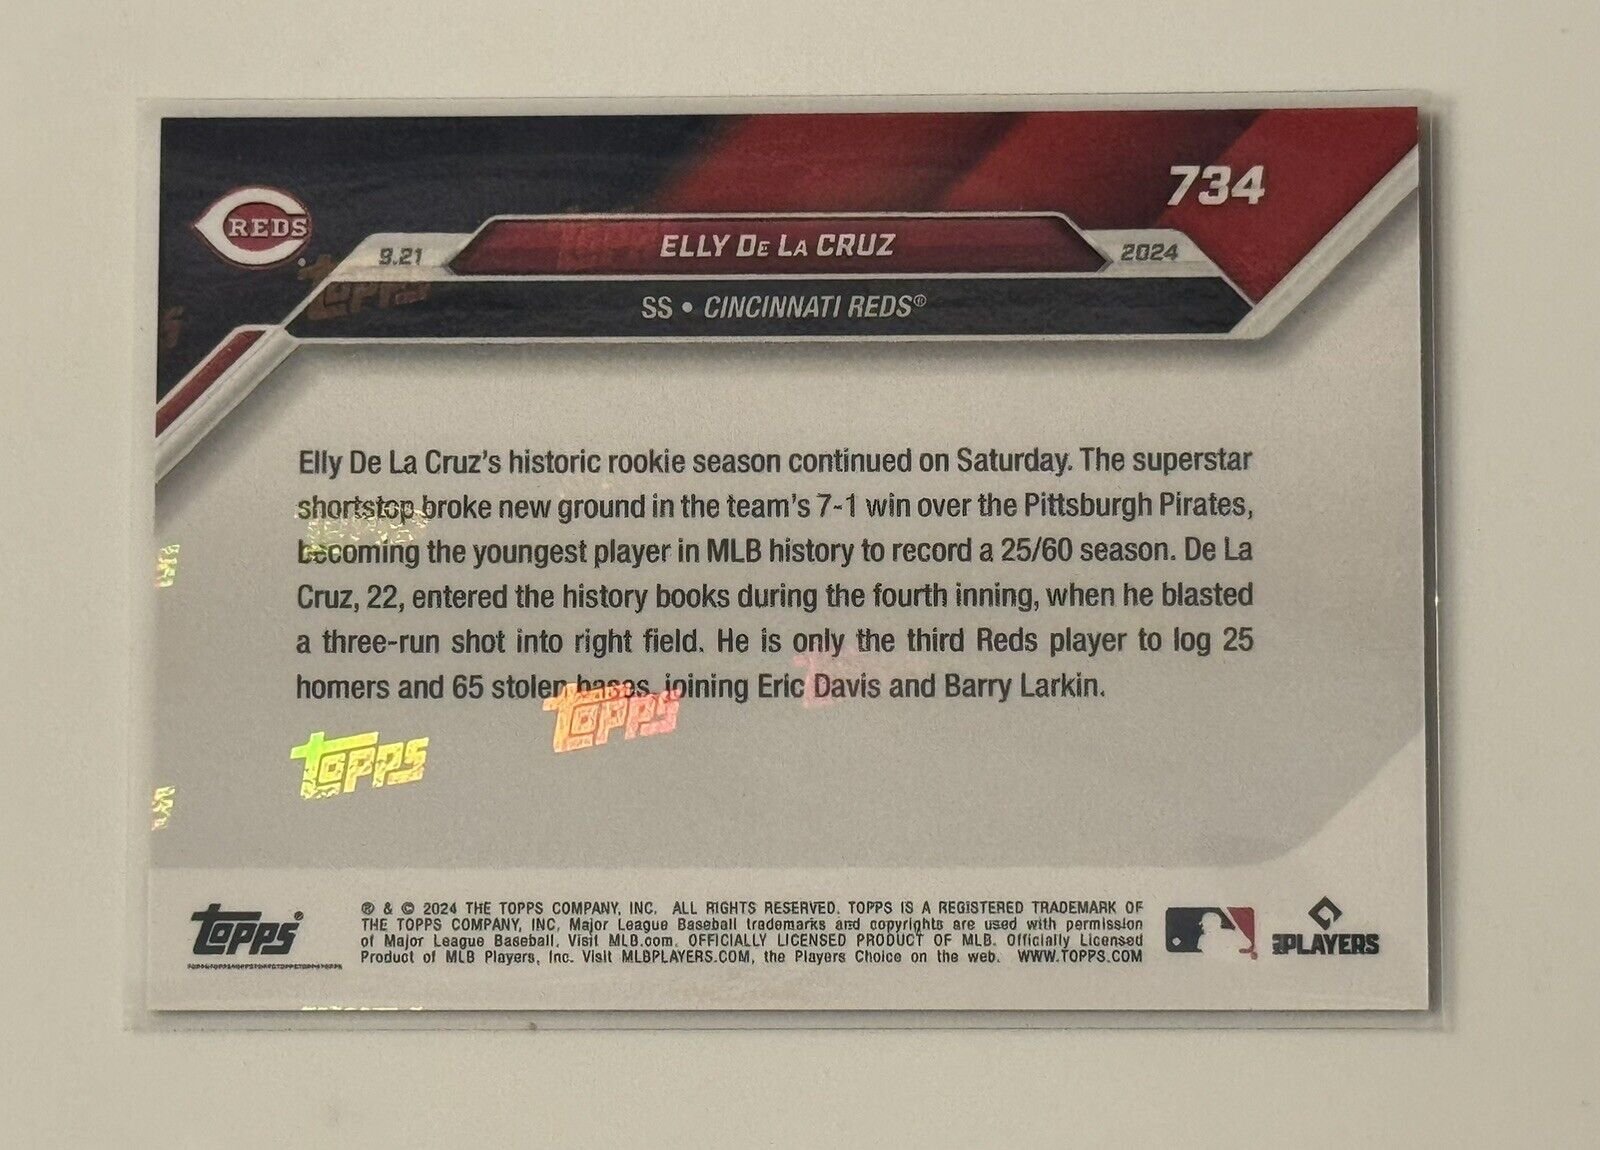 734
REDS
9.21
ELLY DE LA CRUZ
2024
SS • CINCINNATI REDS®
Elly De La Cruz's historic rookie season continued on Saturday. The superstar
shortstop broke new ground in the team's 7-1 win over the Pittsburgh Pirates,
becoming the youngest player in MLB history to record a 25/60 season. De La
Cruz, 22, entered the history books during the fourth inning, when he blasted
a three-run shot into right field. He is only the third Reds player to log 25
homers and 65 stolen bases, joining Eric Davis and Barry Larkin.
Topps
Topps
Topps
Topps®
® & © 2024 THE TOPPS COMPANY, INC. ALL RIGHTS RESERVED. TOPPS IS A REGISTERED TRADEMARK OF
THE TOPPS COMPANY, INC. Major League Baseball trademarks and copyrights are used with permission
of Major League Baseball. Visit MLB.com. OFFICIALLY LICENSED PRODUCT OF MLB. Officially Licensed
Product of MLB Players, Inc. Visit MLBPLAYERS.COM, the Players Choice on the web. WWW.TOPPS.COM
PLAYERS